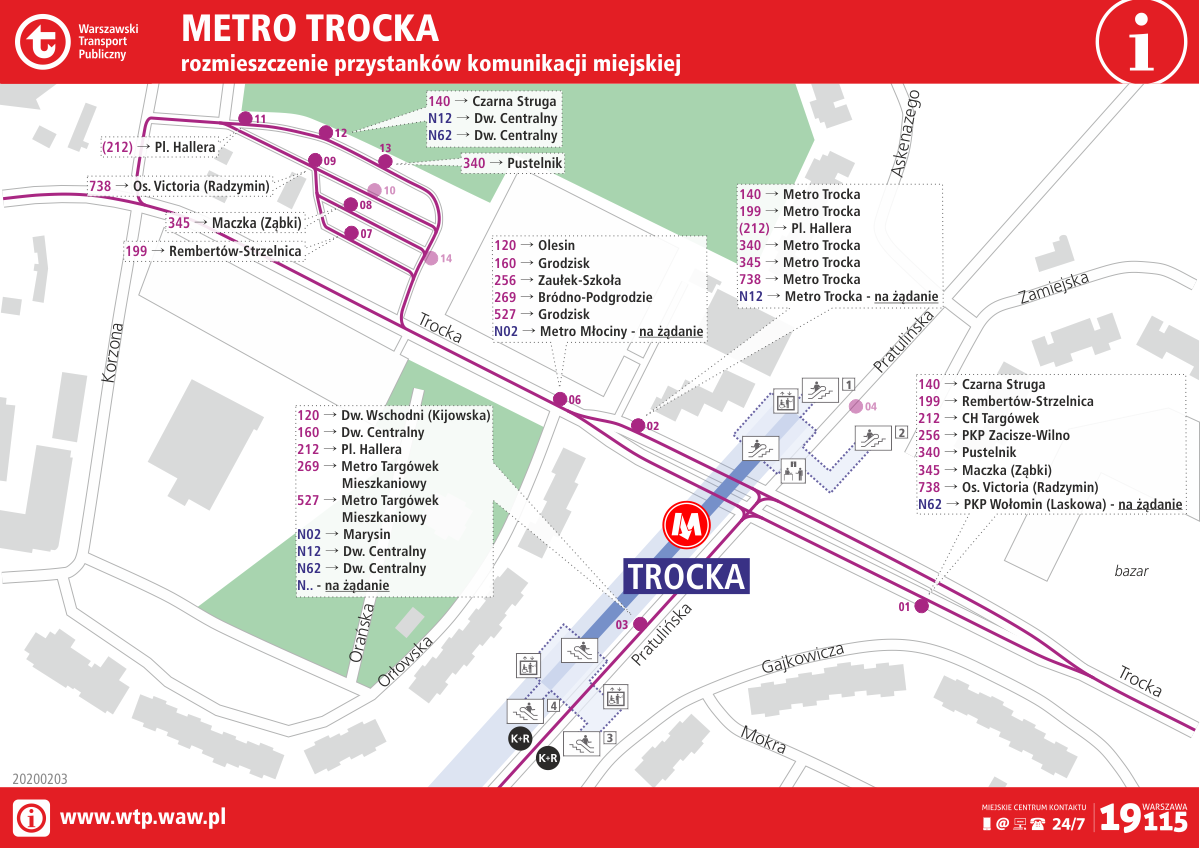 Warszawski
Transport
Publiczny
METRO TROCKA
rozmieszczenie przystanków komunikacji miejskiej
i
11
12
13
09
10
08
07
14
(212) → Pl. Hallera
738 → Os. Victoria (Radzymin)
345 → Maczka (Ząbki)
199 → Rembertów-Strzelnica
140 → Czarna Struga
N12 → Dw. Centralny
N62 → Dw. Centralny
340 → Pustelnik
120 → Olesin
160 → Grodzisk
256 → Zaułek-Szkoła
269 → Bródno-Podgrodzie
527 → Grodzisk
N02 → Metro Młociny - na żądanie
140 → Metro Trocka
199 → Metro Trocka
(212) → Pl. Hallera
340 → Metro Trocka
345 → Metro Trocka
738 → Metro Trocka
N12 → Metro Trocka - na żądanie
Askenazego
Zamiejska
Pratulińska
Korzona
Trocka
06
02
1
04
2
140 → Czarna Struga
199 → Rembertów-Strzelnica
212 → CH Targówek
256 → PKP Zacisze-Wilno
340 → Pustelnik
345 → Maczka (Ząbki)
738 → Os. Victoria (Radzymin)
N62 → PKP Wołomin (Laskowa) - na żądanie
120 → Dw. Wschodni (Kijowska)
160 → Dw. Centralny
212 → Pl. Hallera
269 → Metro Targówek
Mieszkaniowy
527 → Metro Targówek
Mieszkaniowy
N02 → Marysin
N12 → Dw. Centralny
N62 → Dw. Centralny
N.. - na żądanie
M
TROCKA
bazar
01
03
Pratulińska
Orańska
Orłowska
Gajkowicza
Trocka
Mokra
4
3
K+R
K+R
20200203
i
www.wtp.waw.pl
MIEJSKIE CENTRUM KONTAKTU
@ 24/7
19115
WARSZAWA